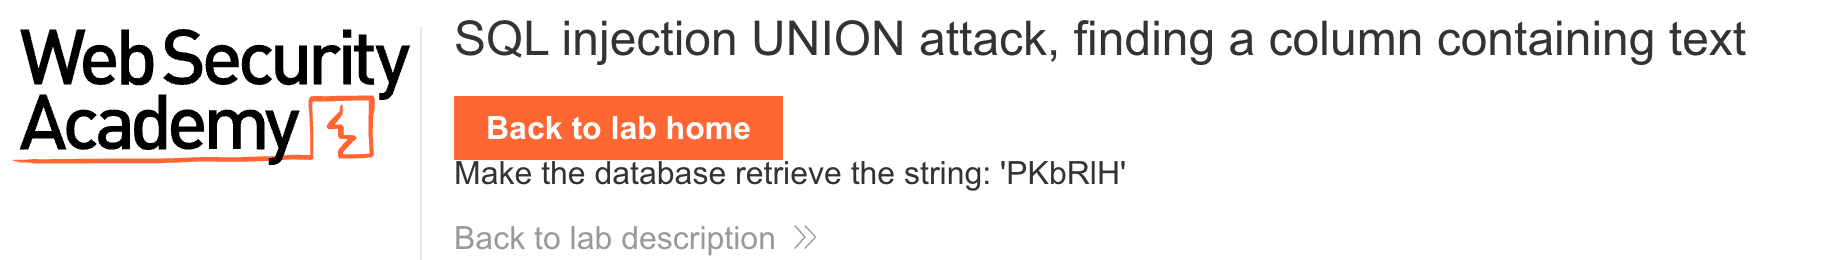 Web Security
Academy
SQL injection UNION attack, finding a column containing text
Back to lab home
Make the database retrieve the string: 'PKbRlH'
Back to lab description